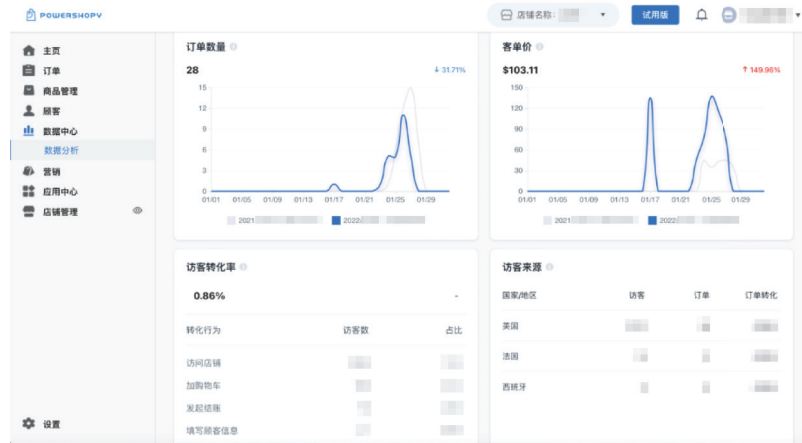 POWERSHOPY
店铺名称:
试用版
主页
订单
商品管理
顾客
数据中心
数据分析
营销
应用中心
店铺管理
设置
订单数量
28
↓ 31.71%
15
12
9
6
3
0
01/01 01/05 01/09 01/13 01/17 01/21 01/25 01/29
2021
2022
客单价
$103.11
↑ 149.96%
150
120
90
60
30
0
01/01 01/05 01/09 01/13 01/17 01/21 01/25 01/29
2021
2022
访客转化率
0.86%
-
转化行为 访客数 占比
访问店铺
加购物车
发起结账
填写顾客信息
访客来源
国家/地区 访客 订单 订单转化
美国
法国
西班牙